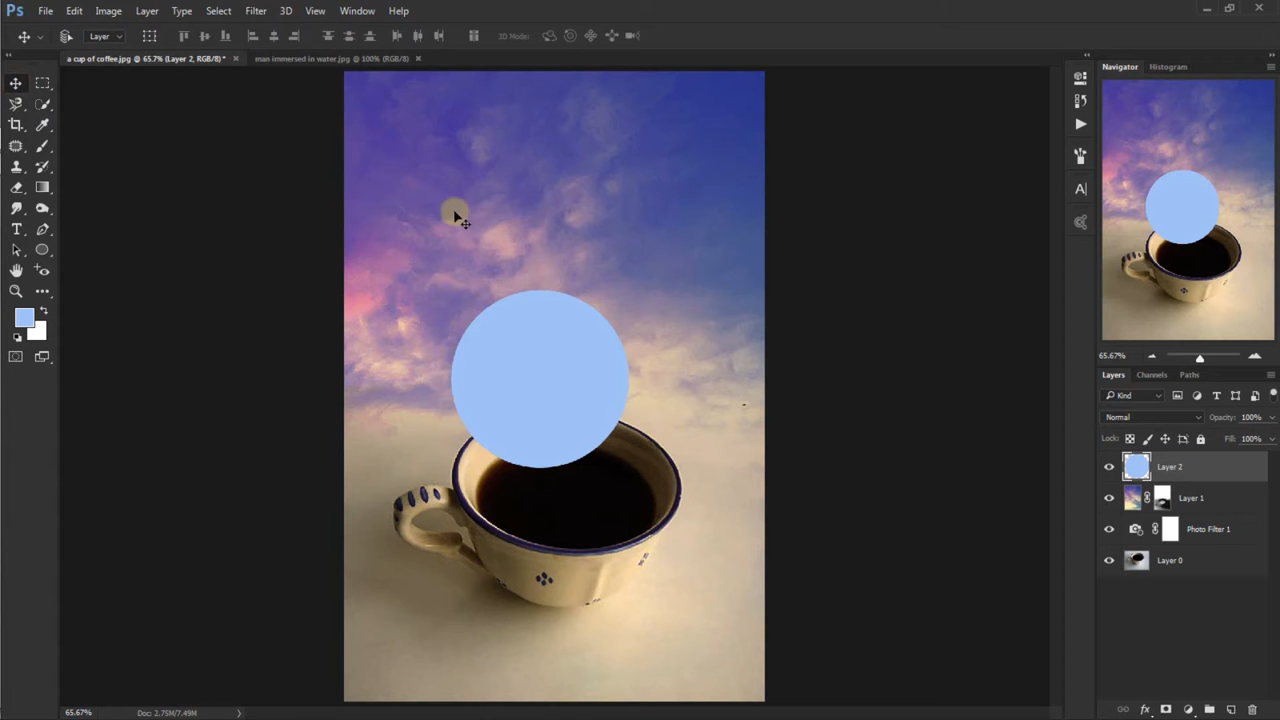 Ps File Edit Image Layer Type Select Filter 3D View Window Help
Layer 3D Mode:
a cup of coffee.jpg @ 65.7% (Layer 2, RGB/8) * × man immersed in water.jpg @ 100% (RGB/8) ×
Navigator Histogram
65.67%
Layers Channels Paths
Kind
Normal Opacity: 100%
Lock: Fill: 100%
Layer 2
Layer 1
Photo Filter 1
Layer 0
65.67% Doc: 2.75M/7.49M
fx